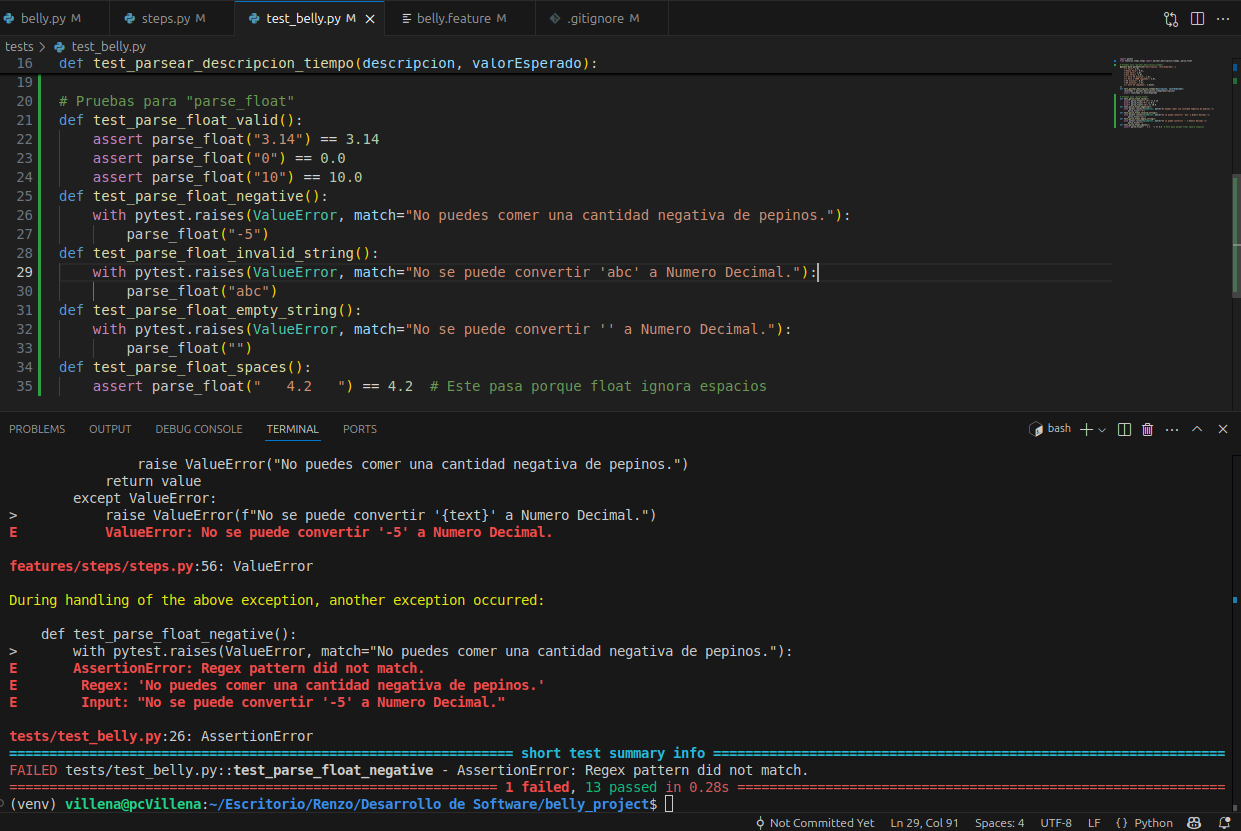 belly.py M steps.py M test_belly.py M belly.feature M .gitignore M
tests > test_belly.py
16 def test_parsear_descripcion_tiempo(descripcion, valorEsperado):
19
20 # Pruebas para "parse_float"
21 def test_parse_float_valid():
22 assert parse_float("3.14") == 3.14
23 assert parse_float("0") == 0.0
24 assert parse_float("10") == 10.0
25 def test_parse_float_negative():
26 with pytest.raises(ValueError, match="No puedes comer una cantidad negativa de pepinos."):
27 parse_float("-5")
28 def test_parse_float_invalid_string():
29 with pytest.raises(ValueError, match="No se puede convertir 'abc' a Numero Decimal."):
30 parse_float("abc")
31 def test_parse_float_empty_string():
32 with pytest.raises(ValueError, match="No se puede convertir '' a Numero Decimal."):
33 parse_float("")
34 def test_parse_float_spaces():
35 assert parse_float("   4.2   ") == 4.2  # Este pasa porque float ignora espacios
PROBLEMS OUTPUT DEBUG CONSOLE TERMINAL PORTS bash
raise ValueError("No puedes comer una cantidad negativa de pepinos.")
return value
except ValueError:
> raise ValueError(f"No se puede convertir '{text}' a Numero Decimal.")
E ValueError: No se puede convertir '-5' a Numero Decimal.
features/steps/steps.py:56: ValueError
During handling of the above exception, another exception occurred:
def test_parse_float_negative():
> with pytest.raises(ValueError, match="No puedes comer una cantidad negativa de pepinos."):
E AssertionError: Regex pattern did not match.
E Regex: 'No puedes comer una cantidad negativa de pepinos.'
E Input: "No se puede convertir '-5' a Numero Decimal."
tests/test_belly.py:26: AssertionError
============================================================ short test summary info =============================================================
FAILED tests/test_belly.py::test_parse_float_negative - AssertionError: Regex pattern did not match.
========================================================== 1 failed, 13 passed in 0.28s ==========================================================
(venv) villena@pcVillena:~/Escritorio/Renzo/Desarrollo de Software/belly_project$
Not Committed Yet Ln 29, Col 91 Spaces: 4 UTF-8 LF {} Python